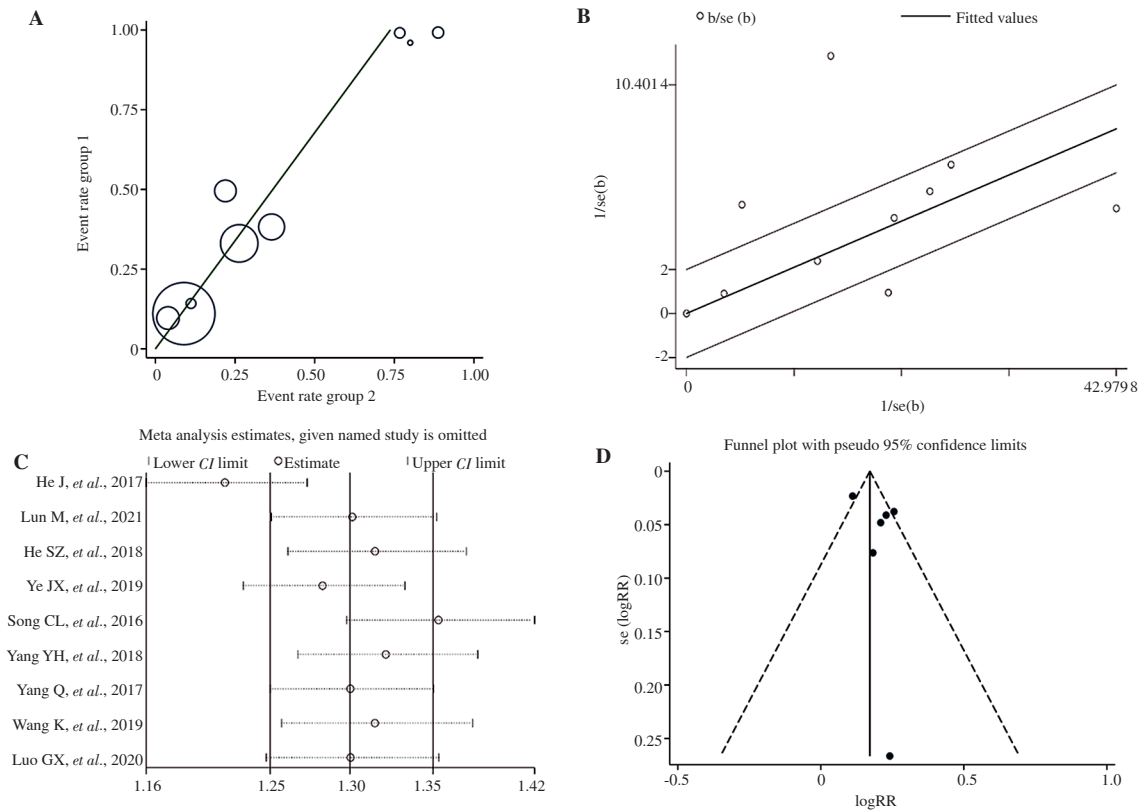 A
1.00
0.75
0.50
0.25
0
Event rate group 1
0 0.25 0.50 0.75 1.00
Event rate group 2
B
b/se (b) Fitted values
10.4014
2
0
-2
1/se(b)
0 42.9798
1/se(b)
C
Meta analysis estimates, given named study is omitted
Lower CI limit Estimate Upper CI limit
He J, et al., 2017
Lun M, et al., 2021
He SZ, et al., 2018
Ye JX, et al., 2019
Song CL, et al., 2016
Yang YH, et al., 2018
Yang Q, et al., 2017
Wang K, et al., 2019
Luo GX, et al., 2020
1.16 1.25 1.30 1.35 1.42
D
Funnel plot with pseudo 95% confidence limits
0
0.05
0.10
0.20
0.25
se (logRR)
-0.5 0 0.5 1.0
logRR